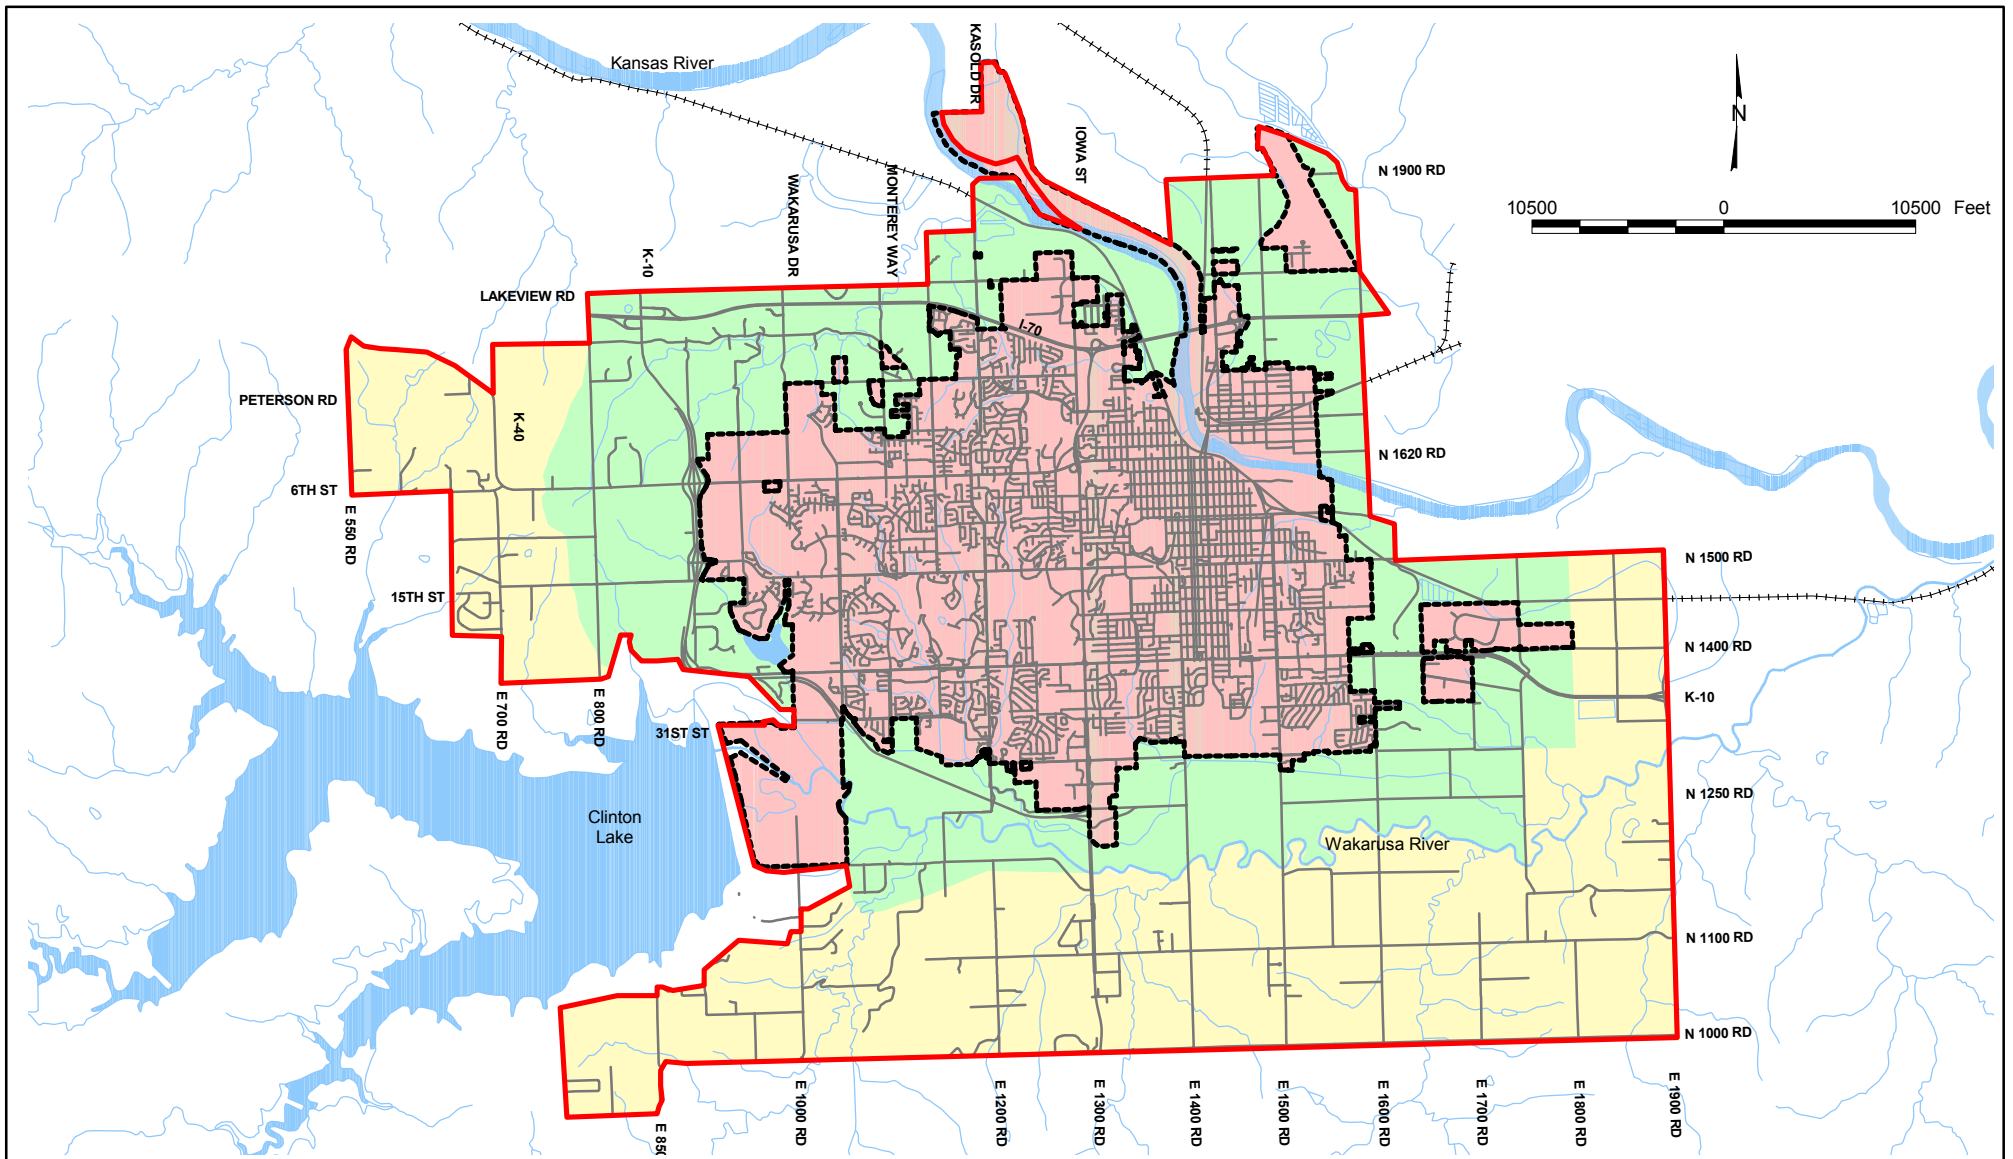 Kansas River
KASOLD DR
IOWA ST
N
N 1900 RD
10500
0
10500 Feet
WAKARUSA DR
MONTEREY WAY
K-10
LAKEVIEW RD
I-70
PETERSON RD
K-40
N 1620 RD
6TH ST
E 550 RD
N 1500 RD
15TH ST
N 1400 RD
E 700 RD
E 800 RD
K-10
31ST ST
N 1250 RD
Clinton
Lake
Wakarusa River
N 1100 RD
N 1000 RD
E 850
E 1000 RD
E 1200 RD
E 1300 RD
E 1400 RD
E 1500 RD
E 1600 RD
E 1700 RD
E 1800 RD
E 1900 RD